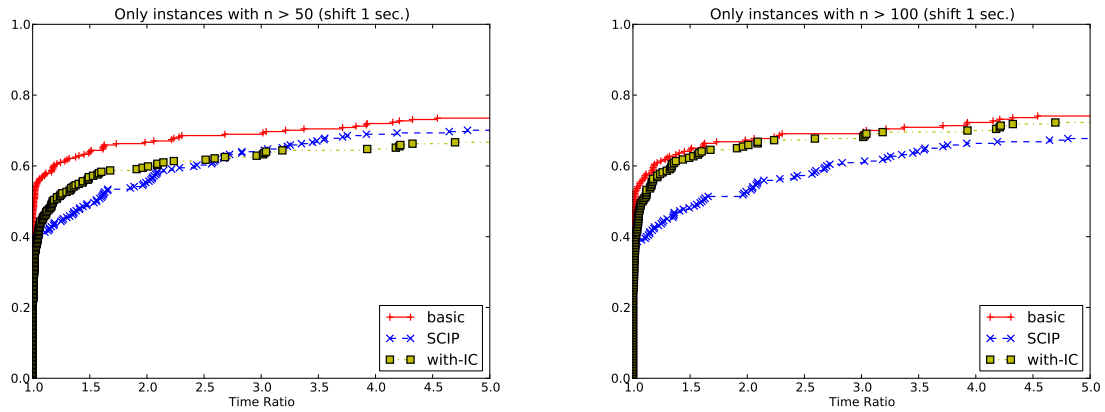 Only instances with n > 50 (shift 1 sec.)
1.0
0.8
0.6
0.4
0.2
0.0
1.0 1.5 2.0 2.5 3.0 3.5 4.0 4.5 5.0
Time Ratio
basic
SCIP
with-IC
Only instances with n > 100 (shift 1 sec.)
1.0
0.8
0.6
0.4
0.2
0.0
1.0 1.5 2.0 2.5 3.0 3.5 4.0 4.5 5.0
Time Ratio
basic
SCIP
with-IC